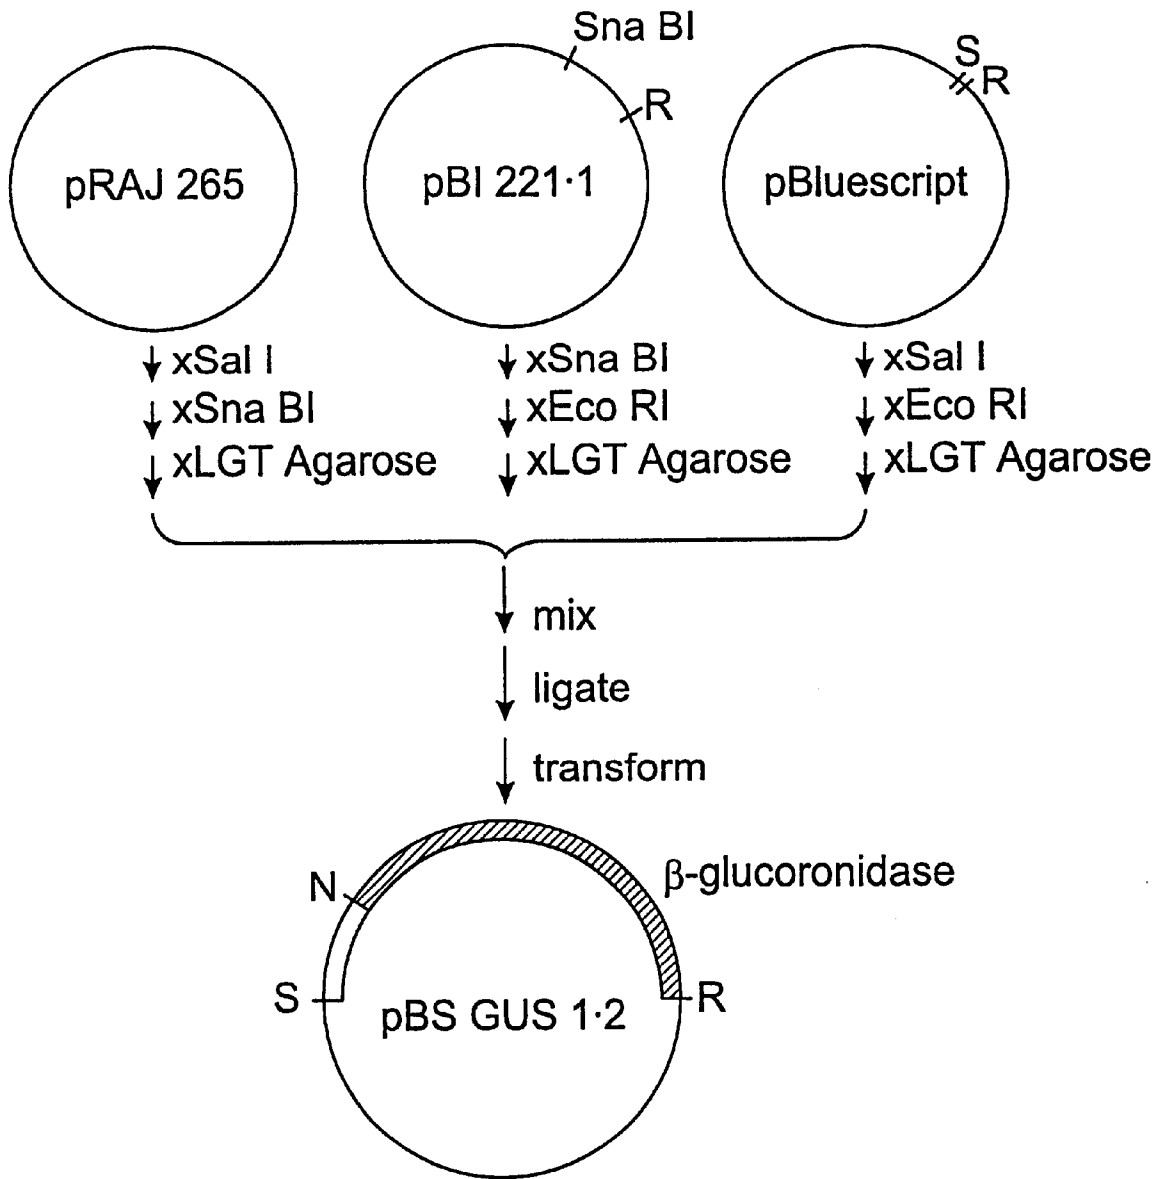 Sna BI
R
S
R
pRAJ 265
pBI 221·1
pBluescript
xSal I
xSna BI
xLGT Agarose
xSna BI
xEco RI
xLGT Agarose
xSal I
xEco RI
xLGT Agarose
mix
ligate
transform
N
β-glucoronidase
S
R
pBS GUS 1·2